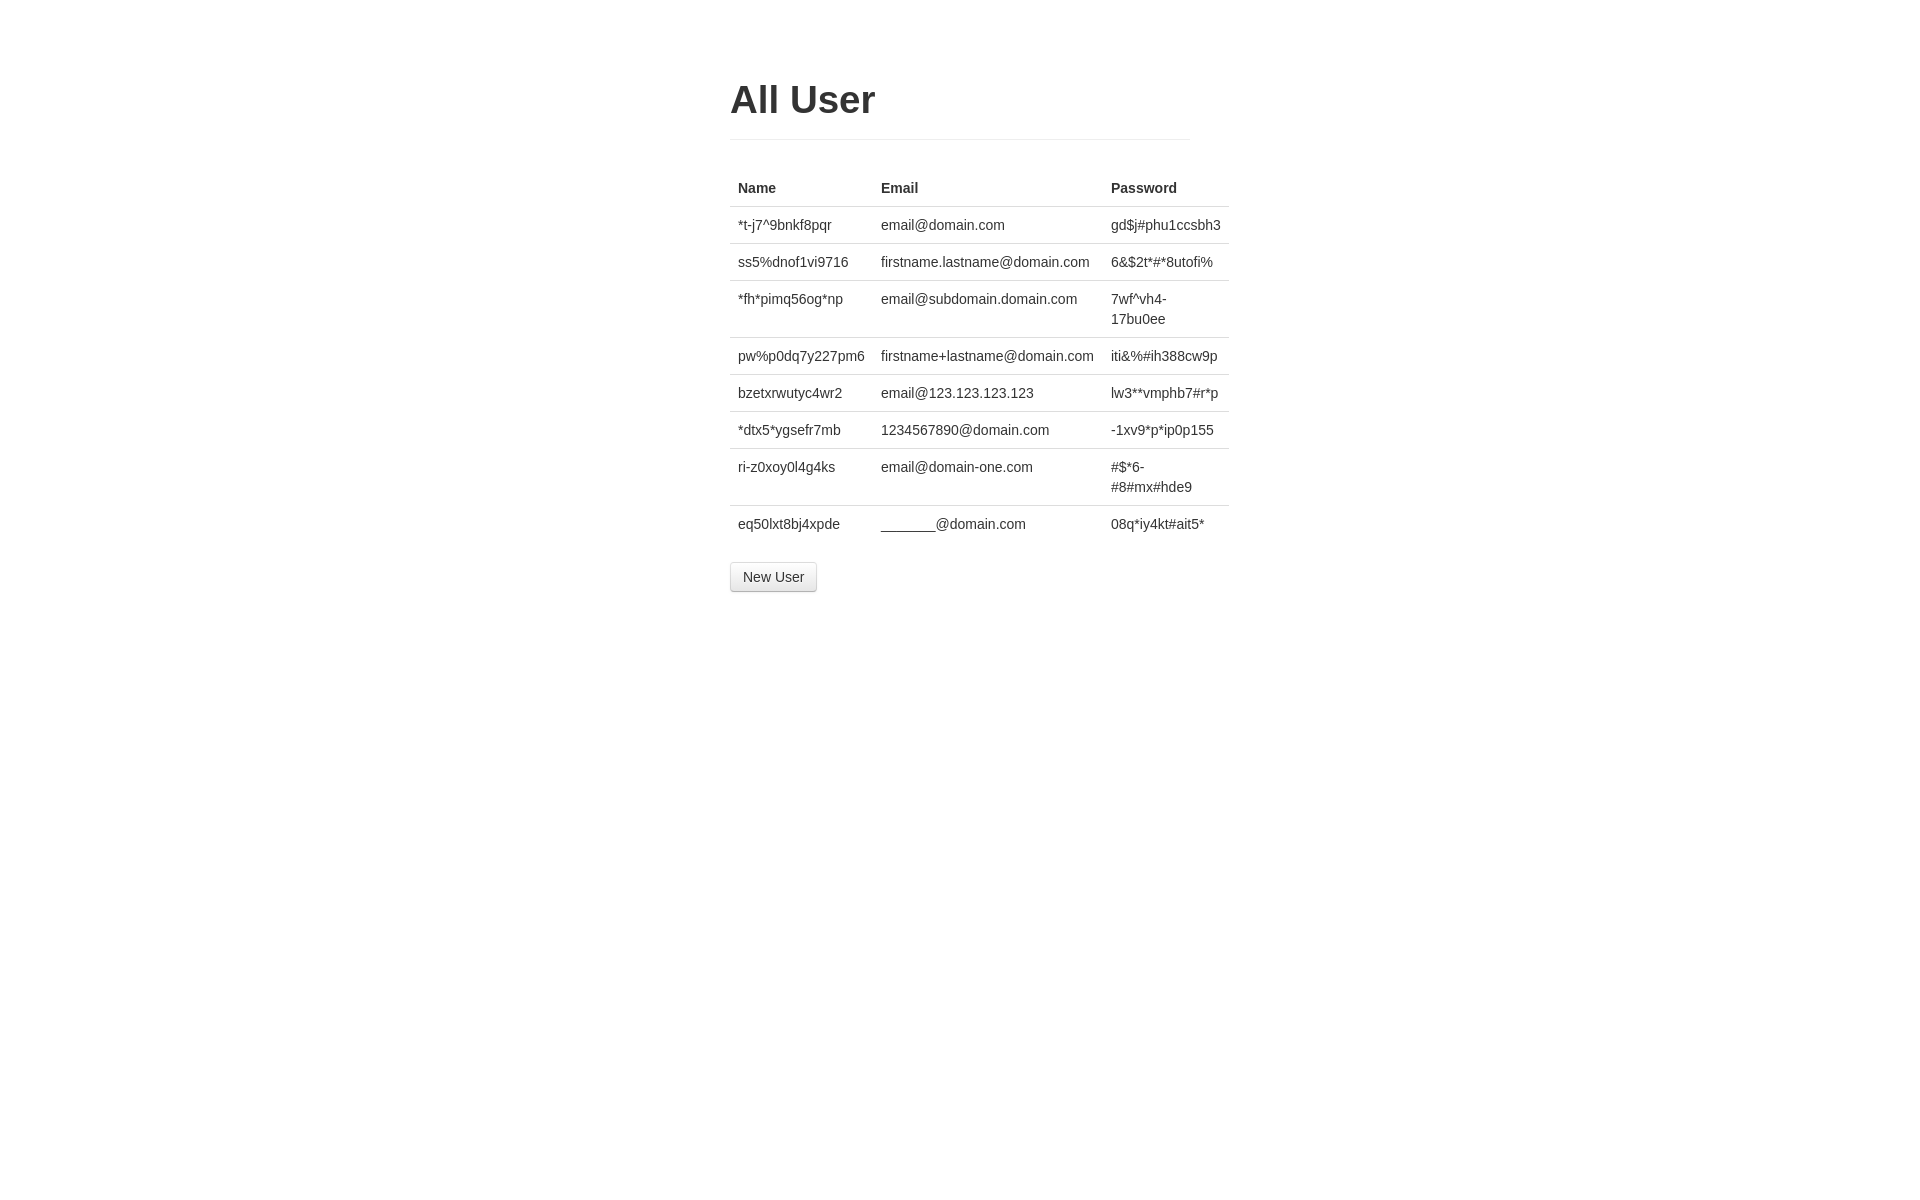 All User
Name Email Password
*t-j7^9bnkf8pqr email@domain.com gd$j#phu1ccsbh3
ss5%dnof1vi9716 firstname.lastname@domain.com 6&$2t*#*8utofi%
*fh*pimq56og*np email@subdomain.domain.com 7wf^vh4-
17bu0ee
pw%p0dq7y227pm6 firstname+lastname@domain.com iti&%#ih388cw9p
bzetxrwutyc4wr2 email@123.123.123.123 lw3**vmphb7#r*p
*dtx5*ygsefr7mb 1234567890@domain.com -1xv9*p*ip0p155
ri-z0xoy0l4g4ks email@domain-one.com #$*6-
#8#mx#hde9
eq50lxt8bj4xpde _______@domain.com 08q*iy4kt#ait5*
New User